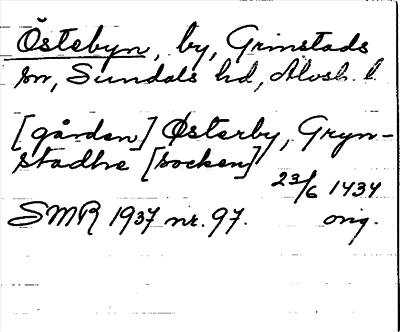 Östebyn, by, Grinstads
sn, Sundals hd, Älvsb. l
[gården] Østerby, Gryn-
stadhe [socken]
23/6 1434
SMR 1937 nr. 97. orig.